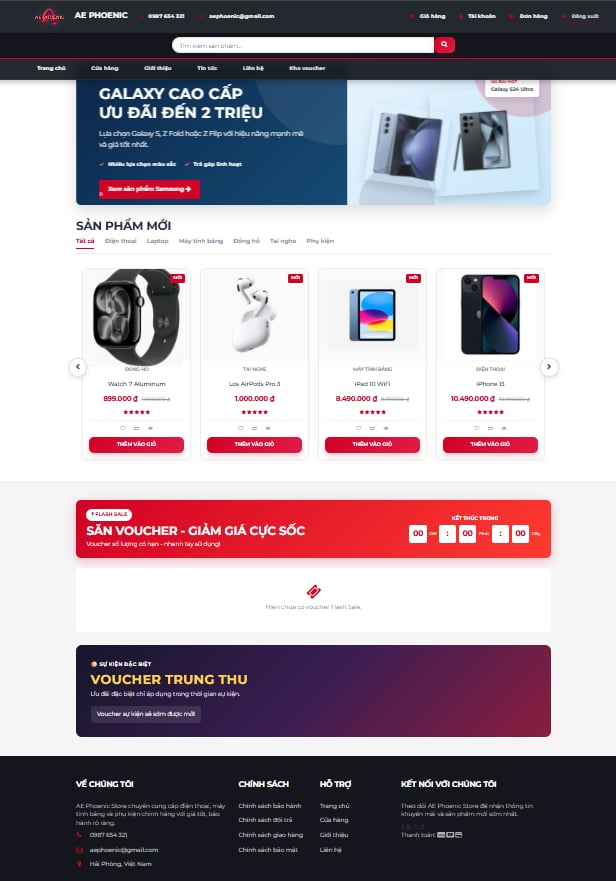 AE PHOENIC
0987 654 321
aephoenic@gmail.com
Giỏ hàng
Tài khoản
Đơn hàng
Đăng xuất
Tìm kiếm sản phẩm...
Trang chủ
Cửa hàng
Giới thiệu
Tin tức
Liên hệ
Kho voucher
GALAXY CAO CẤP
ƯU ĐÃI ĐẾN 2 TRIỆU
Lựa chọn Galaxy S, Z Fold hoặc Z Flip với hiệu năng mạnh mẽ
và giá tốt nhất.
Nhiều lựa chọn màu sắc
Trả góp linh hoạt
Xem sản phẩm Samsung
ƯU ĐÃI HOT
Galaxy S24 Ultra
SẢN PHẨM MỚI
Tất cả
Điện thoại
Laptop
Máy tính bảng
Đồng hồ
Tai nghe
Phụ kiện
MỚI
ĐỒNG HỒ
Watch 7 Aluminum
899.000 ₫
THÊM VÀO GIỎ
MỚI
TAI NGHE
Los AirPods Pro 3
1.000.000 ₫
THÊM VÀO GIỎ
MỚI
MÁY TÍNH BẢNG
iPad 10 WiFi
8.490.000 ₫
THÊM VÀO GIỎ
MỚI
ĐIỆN THOẠI
iPhone 13
10.490.000 ₫
THÊM VÀO GIỎ
FLASH SALE
SĂN VOUCHER - GIẢM GIÁ CỰC SỐC
Voucher số lượng có hạn – nhanh tay sử dụng!
KẾT THÚC TRONG
00 Giờ : 00 Phút : 00 Giây
Hiện chưa có voucher Flash Sale.
SỰ KIỆN ĐẶC BIỆT
VOUCHER TRUNG THU
Ưu đãi đặc biệt chỉ áp dụng trong thời gian sự kiện.
Voucher sự kiện sẽ sớm được mở!
VỀ CHÚNG TÔI
AE Phoenic Store chuyên cung cấp điện thoại, máy
tính bảng và phụ kiện chính hãng với giá tốt, bảo
hành rõ ràng.
0987 654 321
aephoenic@gmail.com
Hải Phòng, Việt Nam
CHÍNH SÁCH
Chính sách bảo hành
Chính sách đổi trả
Chính sách giao hàng
Chính sách bảo mật
HỖ TRỢ
Trang chủ
Cửa hàng
Giới thiệu
Liên hệ
KẾT NỐI VỚI CHÚNG TÔI
Theo dõi AE Phoenic Store để nhận thông tin
khuyến mãi và sản phẩm mới sớm nhất.
Thanh toán: